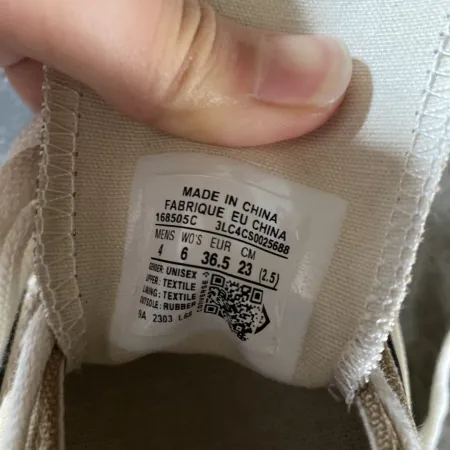 MADE IN CHINA
FABRIQUE EU CHINA
168505C 3LC4CS0025688
MENS WO'S EUR CM
4 6 36.5 23 (2.5)
GENDER: UNISEX
UPPER: TEXTILE
LINING: TEXTILE
OUTSOLE: RUBBER
2303
CONVERSE